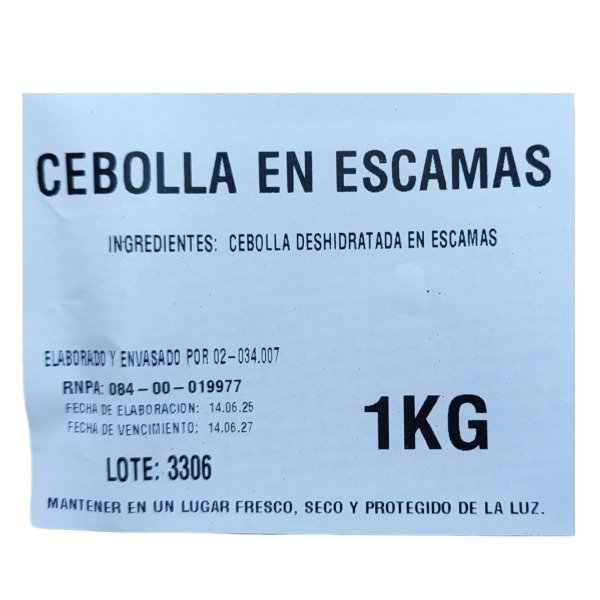 CEBOLLA EN ESCAMAS
INGREDIENTES: CEBOLLA DESHIDRATADA EN ESCAMAS
ELABORADO Y ENVASADO POR 02-034.007
RNPA: 084-00-019977
FECHA DE ELABORACION: 14.06.25
FECHA DE VENCIMIENTO: 14.06.27
1KG
LOTE: 3306
MANTENER EN UN LUGAR FRESCO, SECO Y PROTEGIDO DE LA LUZ.